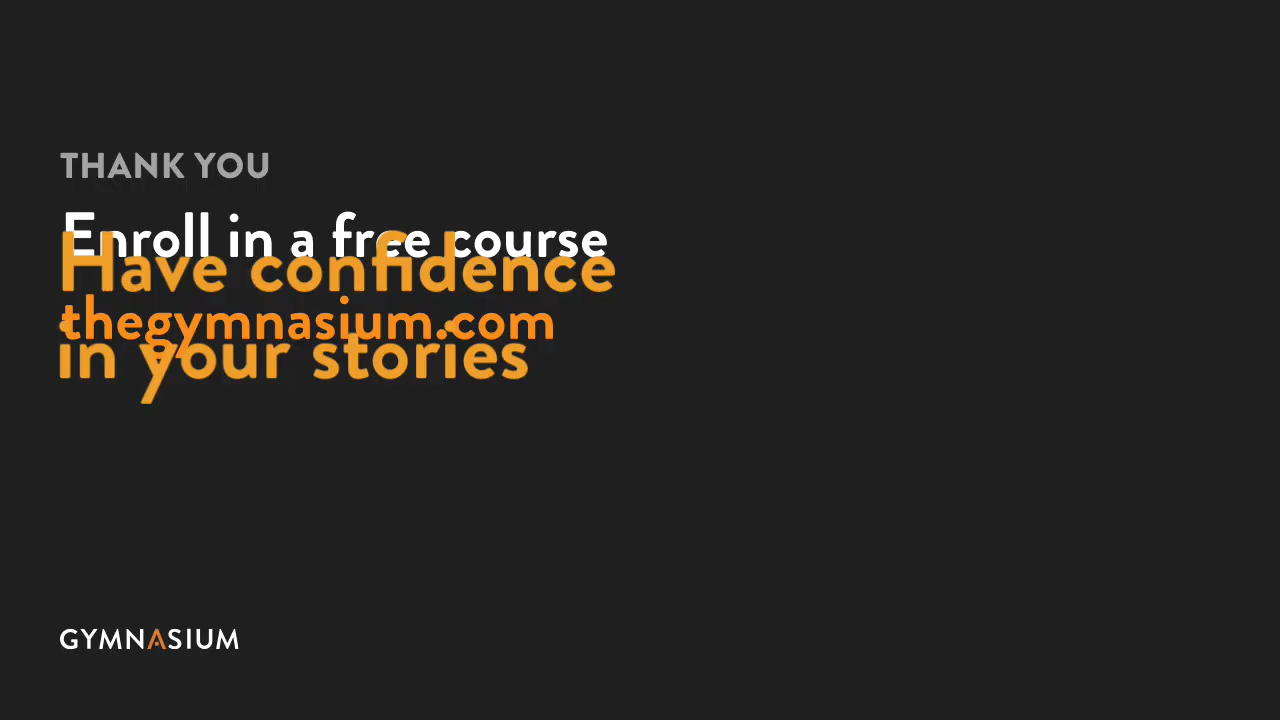 THANK YOU
Enroll in a free course
Have confidence
thegymnasium.com
in your stories
GYMNASIUM